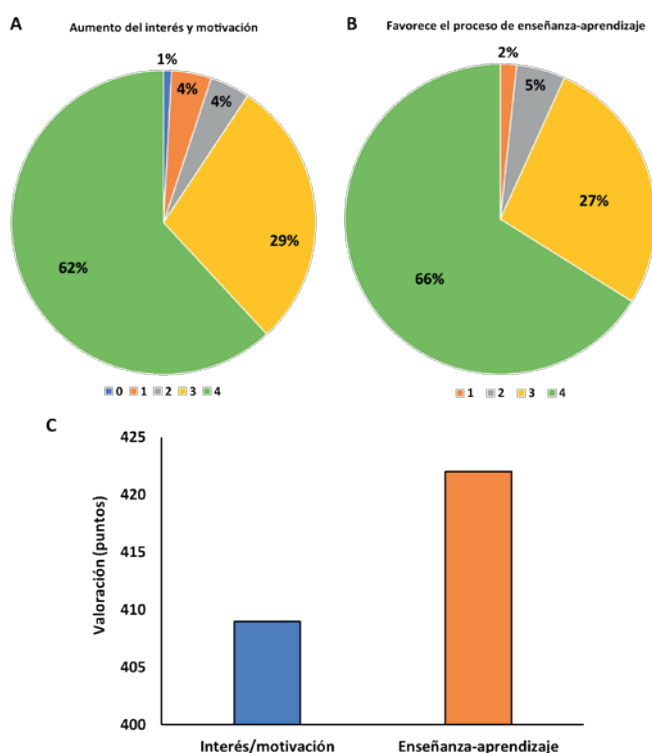 A
Aumento del interés y motivación
1%
4%
4%
29%
62%
0 1 2 3 4
B
Favorece el proceso de enseñanza-aprendizaje
2%
5%
27%
66%
1 2 3 4
C
Valoración (puntos)
425
420
415
410
405
400
Interés/motivación
Enseñanza-aprendizaje